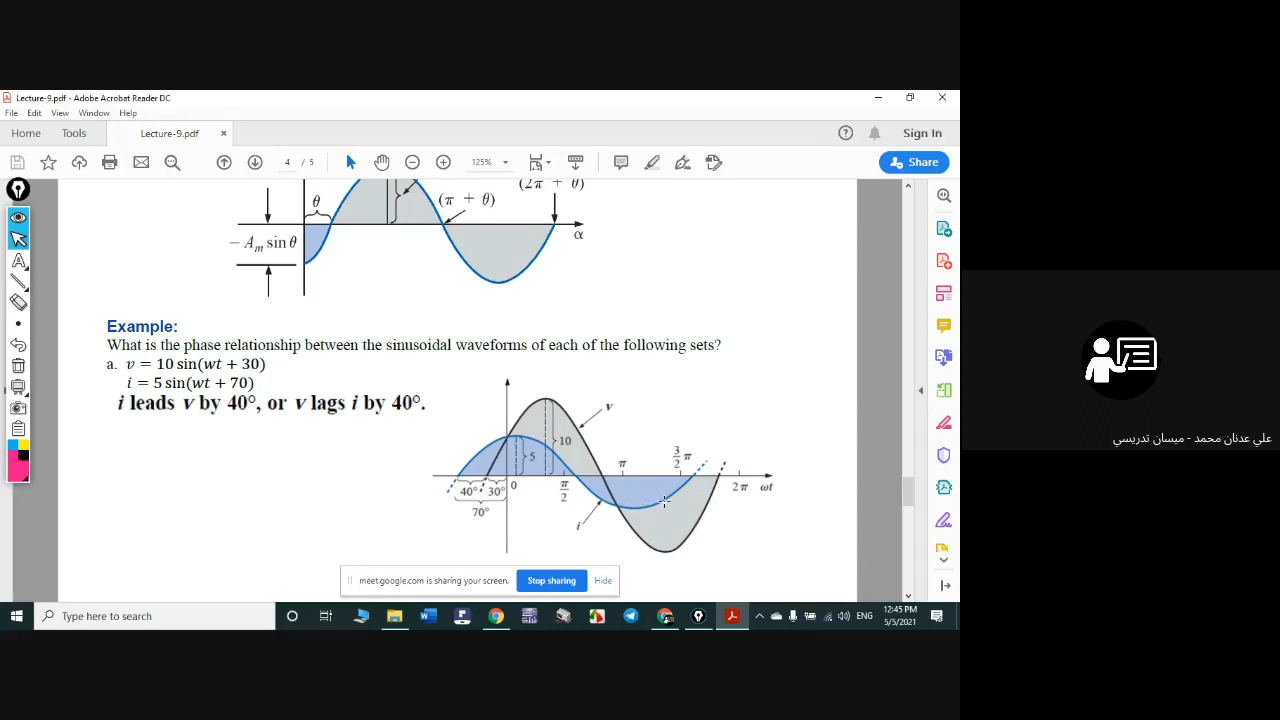 Lecture-9.pdf - Adobe Acrobat Reader DC
File Edit View Window Help
Home Tools Lecture-9.pdf × Sign In
4 / 5 125% Share
θ (π + θ) (2π + θ)
− Aₘ sin θ α
Example:
What is the phase relationship between the sinusoidal waveforms of each of the following sets?
a. v = 10 sin(wt + 30)
i = 5 sin(wt + 70)
i leads v by 40°, or v lags i by 40°.
v
10
5
π 3/2 π
40° 30° 0 π/2 2π ωt
70°
i
meet.google.com is sharing your screen. Stop sharing Hide
Type here to search
ENG 12:45 PM
5/5/2021
علي عدنان محمد - ميسان تدريسي